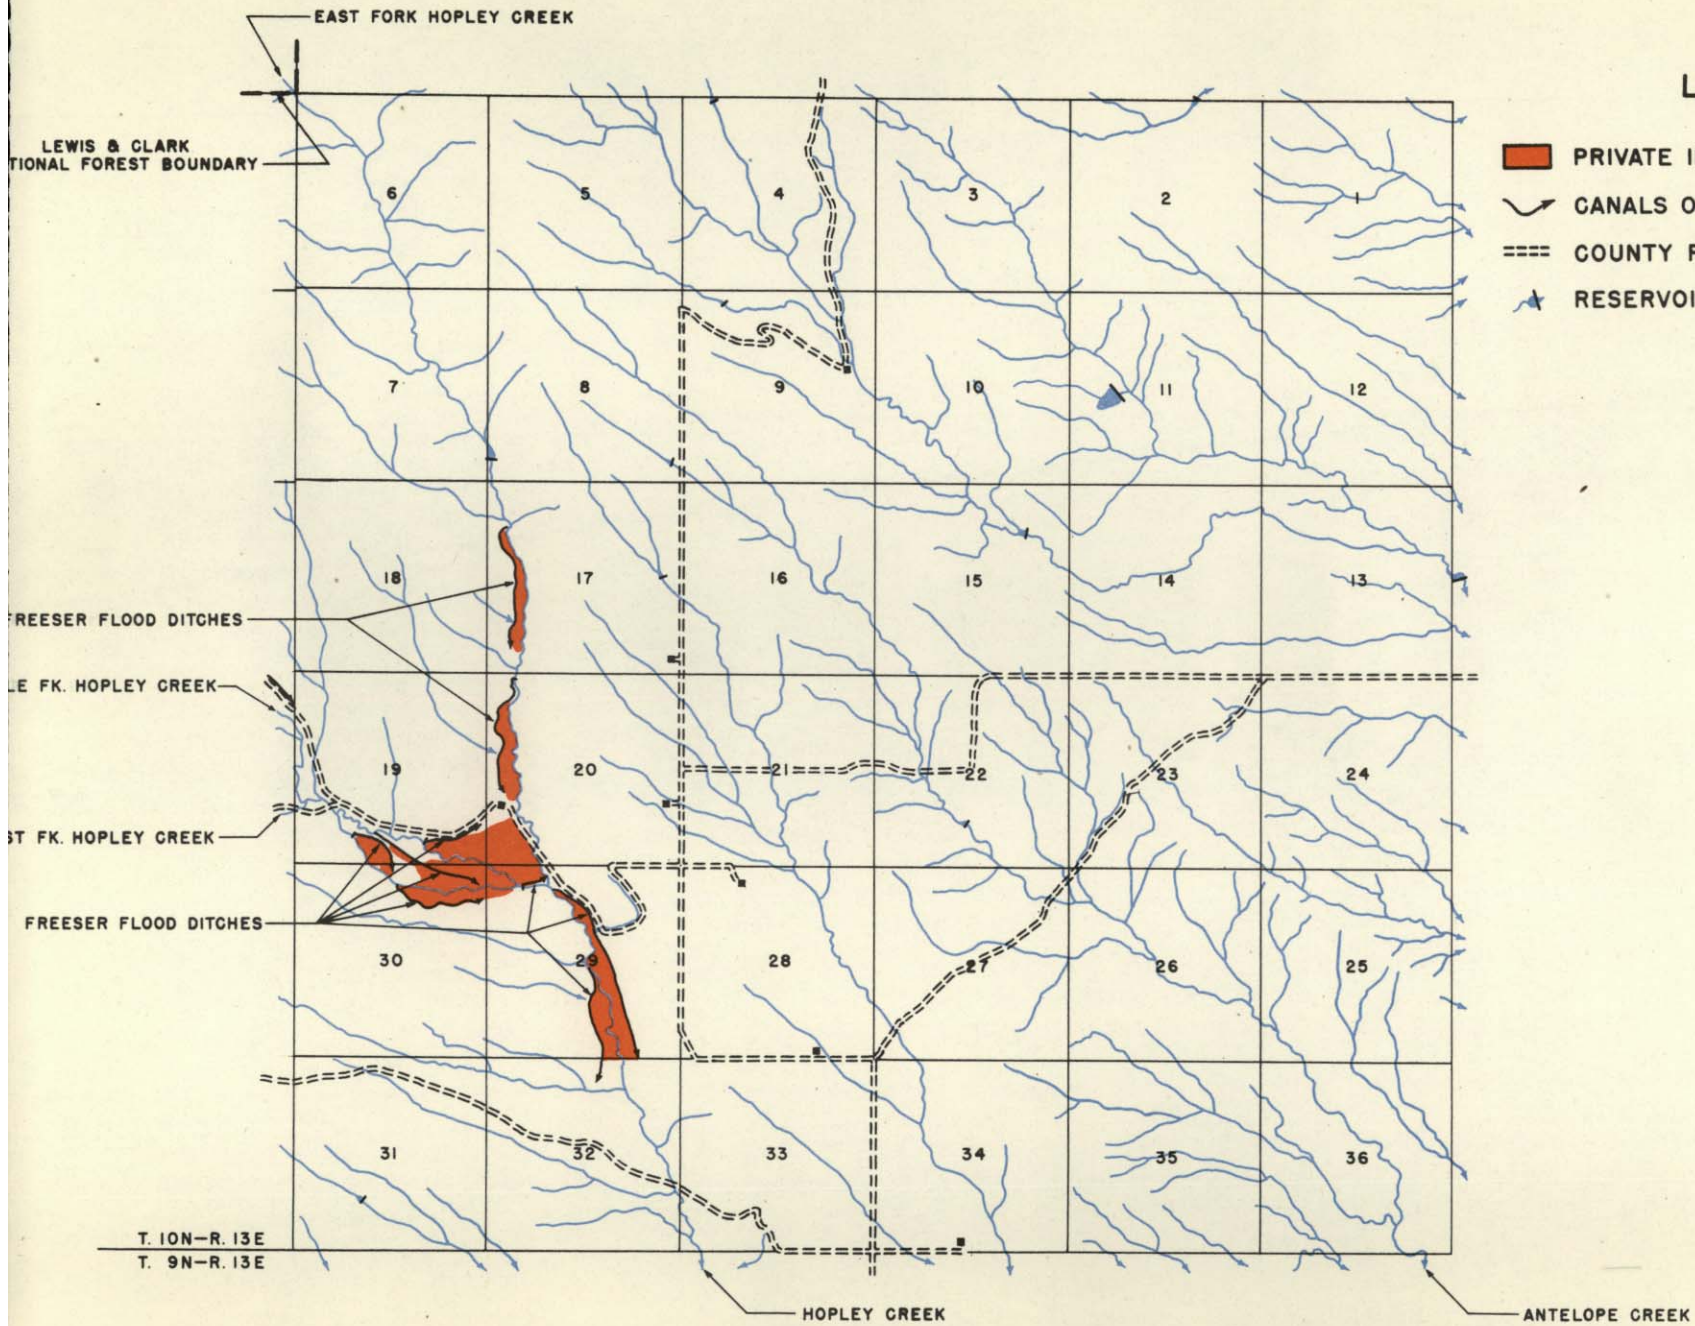 EAST FORK HOPLEY CREEK
L
LEWIS & CLARK
TIONAL FOREST BOUNDARY
PRIVATE I
CANALS O
COUNTY
RESERVOI
6 5 4 3 2 1
7 8 9 10 11 12
18 17 16 15 14 13
FREESER FLOOD DITCHES
LE FK. HOPLEY CREEK
19 20 21 22 23 24
ST FK. HOPLEY CREEK
FREESER FLOOD DITCHES
30 29 28 27 26 25
31 32 33 34 35 36
T. 10N-R. 13E
T. 9N-R. 13E
HOPLEY CREEK
ANTELOPE CREEK